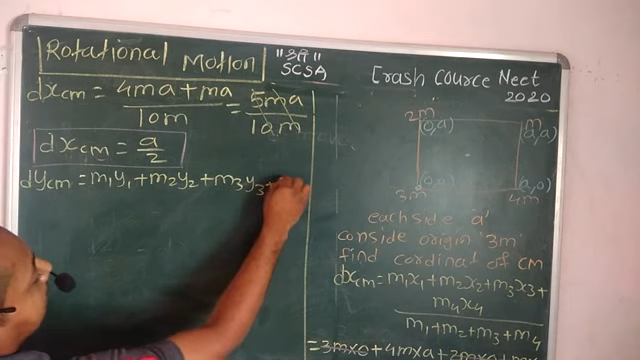 Rotational Motion
"श्री"
SCSA
dxcm = 4ma + ma / 10m = 5ma / 10m
dxcm = a/2
dycm = m₁y₁ + m₂y₂ + m₃y₃ +
Crash Cource Neet
2020
2m (0,a) m (a,a)
3m (0,0) (a,0) 4m
each side 'a'
conside origin '3m'
find cordinat of CM
dxcm = m₁x₁ + m₂x₂ + m₃x₃ +
m₄x₄
m₁ + m₂ + m₃ + m₄
= 3m×0 + 4m×a + 2m×0 +